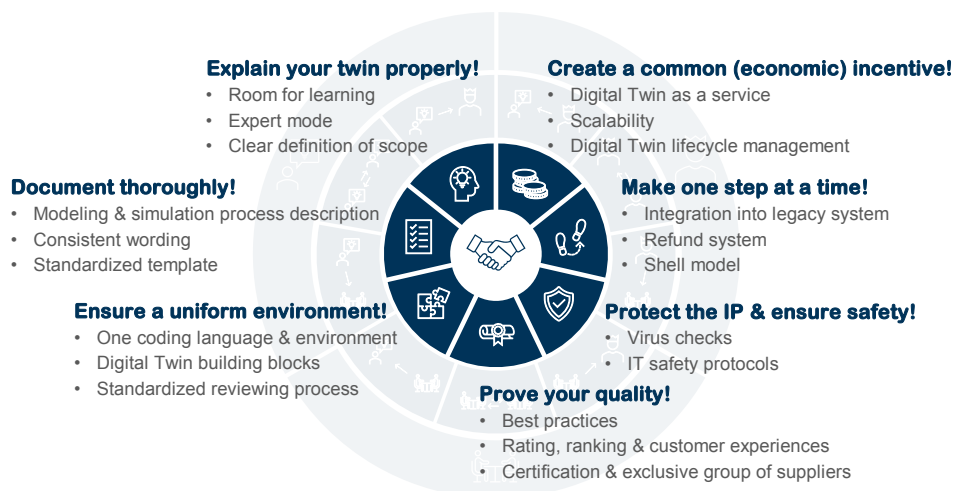 Explain your twin properly!
• Room for learning
• Expert mode
• Clear definition of scope
Create a common (economic) incentive!
• Digital Twin as a service
• Scalability
• Digital Twin lifecycle management
Document thoroughly!
• Modeling & simulation process description
• Consistent wording
• Standardized template
Make one step at a time!
• Integration into legacy system
• Refund system
• Shell model
Ensure a uniform environment!
• One coding language & environment
• Digital Twin building blocks
• Standardized reviewing process
Protect the IP & ensure safety!
• Virus checks
• IT safety protocols
Prove your quality!
• Best practices
• Rating, ranking & customer experiences
• Certification & exclusive group of suppliers